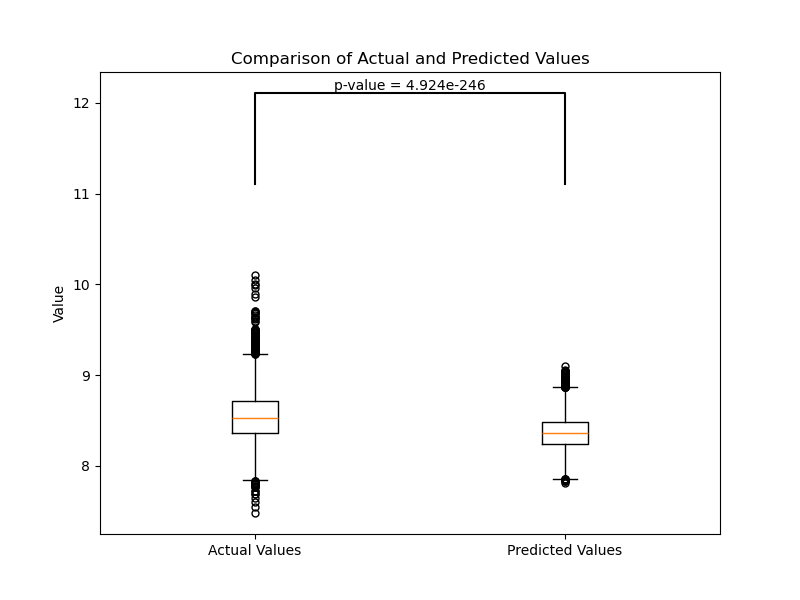 Comparison of Actual and Predicted Values
p-value = 4.924e-246
12
11
10
9
8
Value
Actual Values
Predicted Values